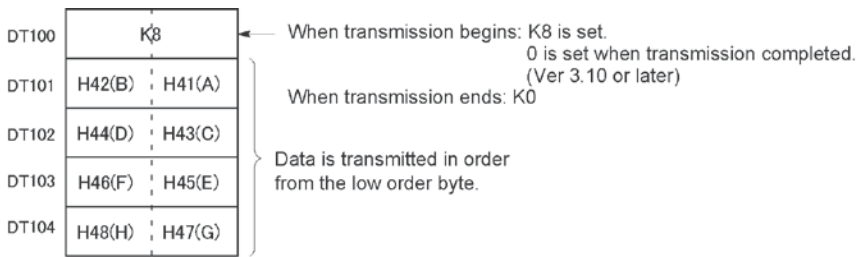 DT100 K8 When transmission begins: K8 is set.
0 is set when transmission completed.
(Ver 3.10 or later)
DT101 H42(B) H41(A)
When transmission ends: K0
DT102 H44(D) H43(C)
Data is transmitted in order
DT103 H46(F) H45(E) from the low order byte.
DT104 H48(H) H47(G)